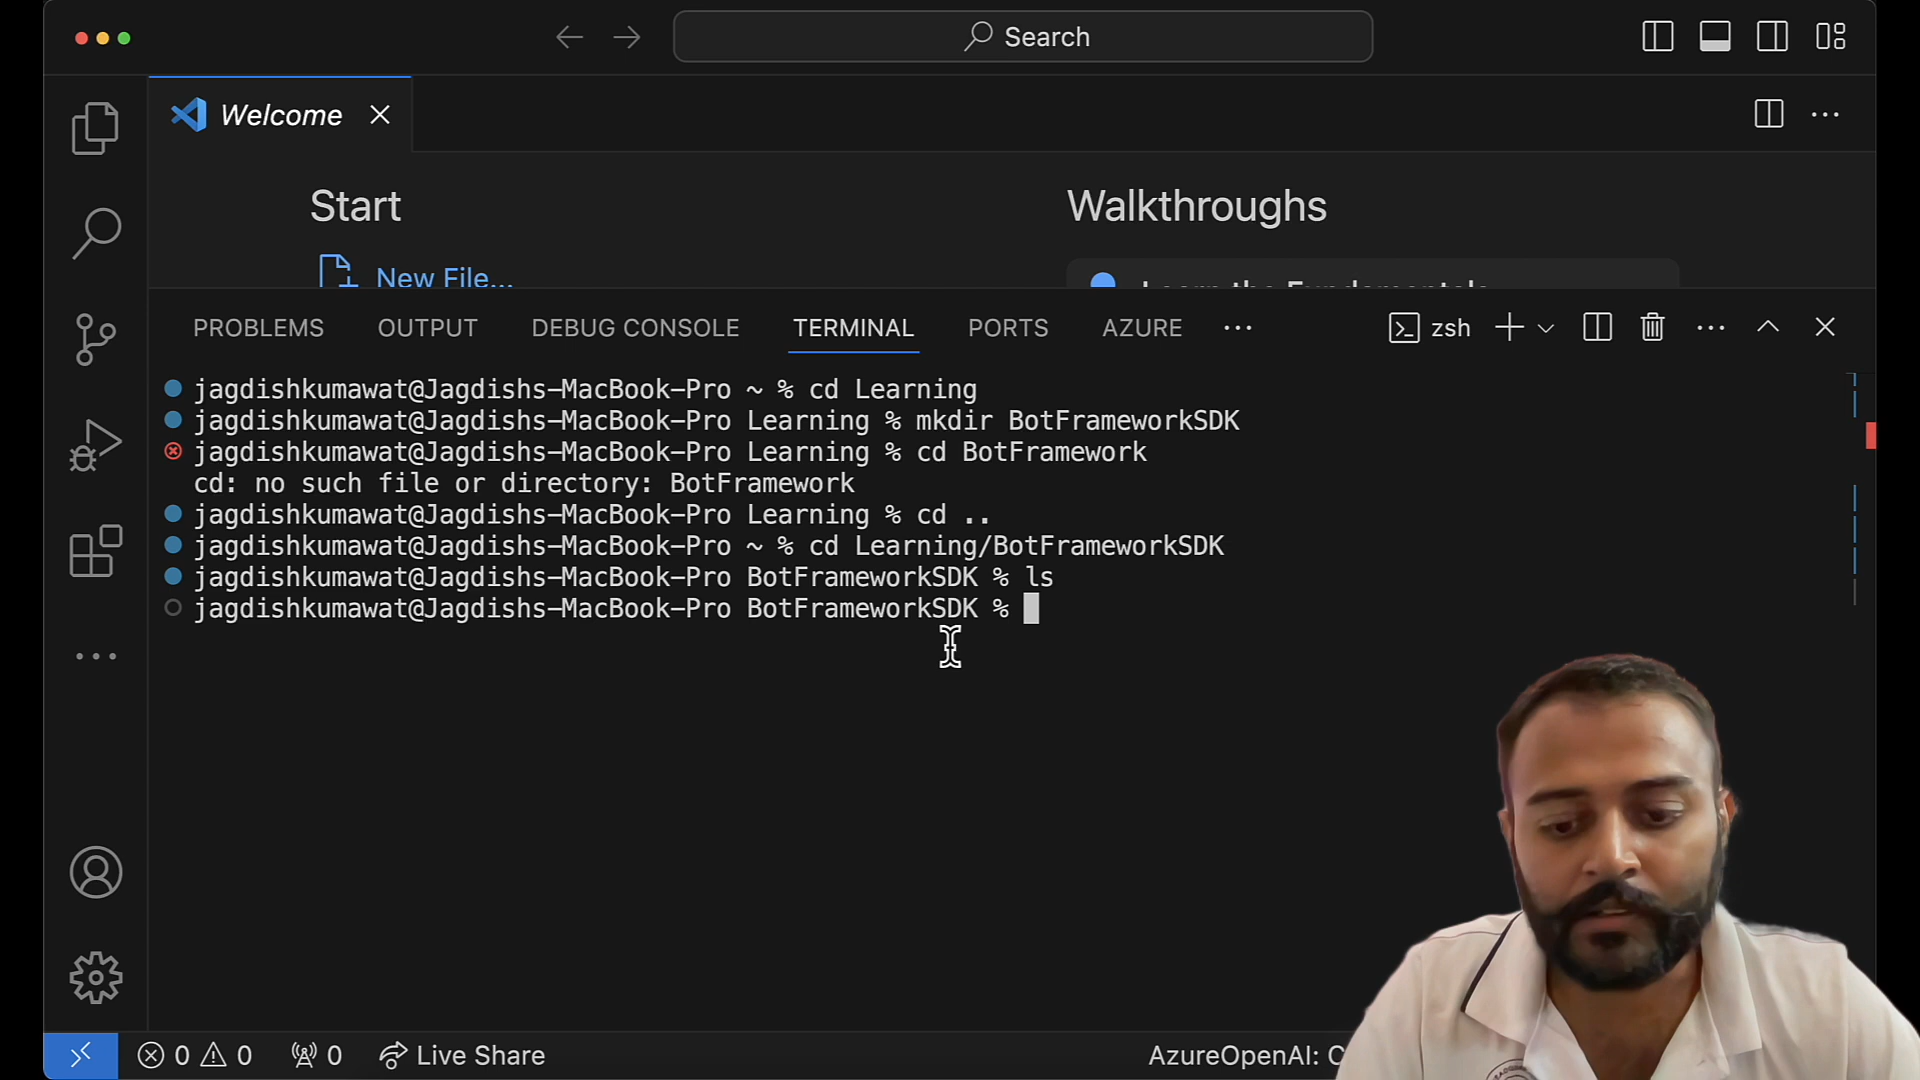 Search
Welcome
Start
Walkthroughs
New File...
Learn the Fundamentals
PROBLEMS OUTPUT DEBUG CONSOLE TERMINAL PORTS AZURE zsh
jagdishkumawat@Jagdishs-MacBook-Pro ~ % cd Learning
jagdishkumawat@Jagdishs-MacBook-Pro Learning % mkdir BotFrameworkSDK
jagdishkumawat@Jagdishs-MacBook-Pro Learning % cd BotFramework
cd: no such file or directory: BotFramework
jagdishkumawat@Jagdishs-MacBook-Pro Learning % cd ..
jagdishkumawat@Jagdishs-MacBook-Pro ~ % cd Learning/BotFrameworkSDK
jagdishkumawat@Jagdishs-MacBook-Pro BotFrameworkSDK % ls
jagdishkumawat@Jagdishs-MacBook-Pro BotFrameworkSDK %
0 0 0 Live Share AzureOpenAI: C